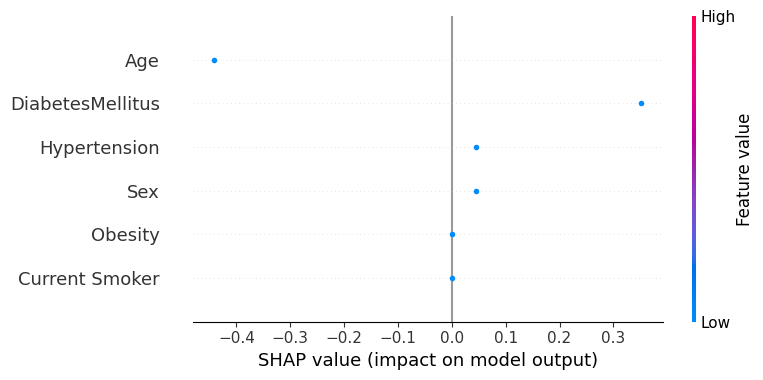 High
Age
DiabetesMellitus
Hypertension
Sex
Obesity
Current Smoker
Feature value
Low
−0.4 −0.3 −0.2 −0.1 0.0 0.1 0.2 0.3
SHAP value (impact on model output)